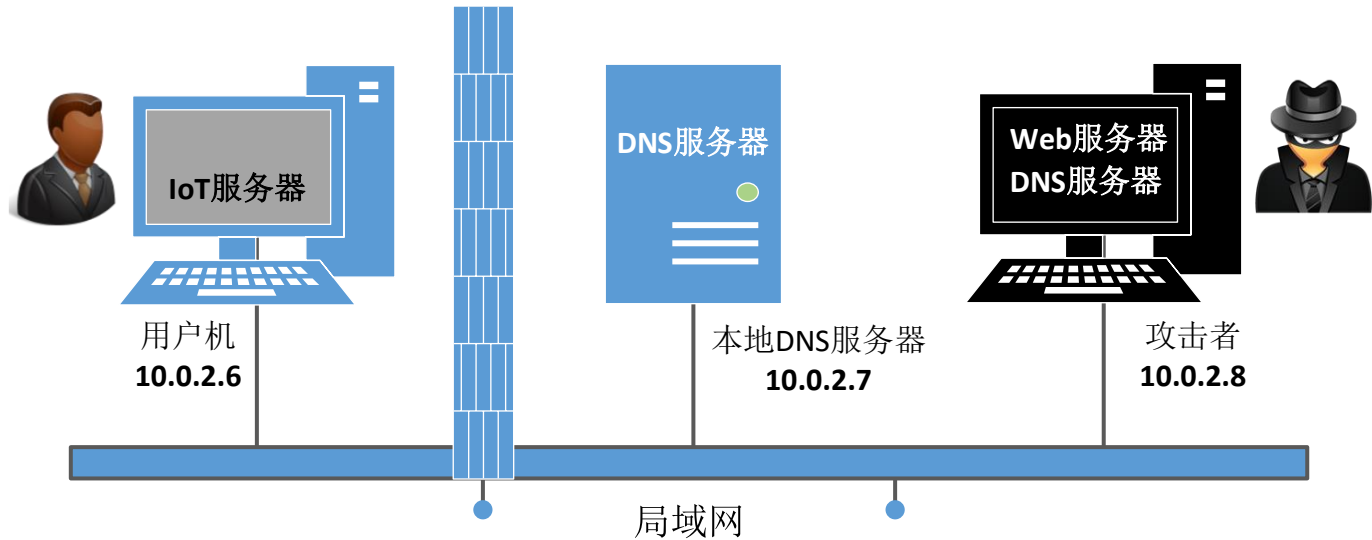 IoT服务器
用户机
10.0.2.6
DNS服务器
本地DNS服务器
10.0.2.7
Web服务器
DNS服务器
攻击者
10.0.2.8
局域网